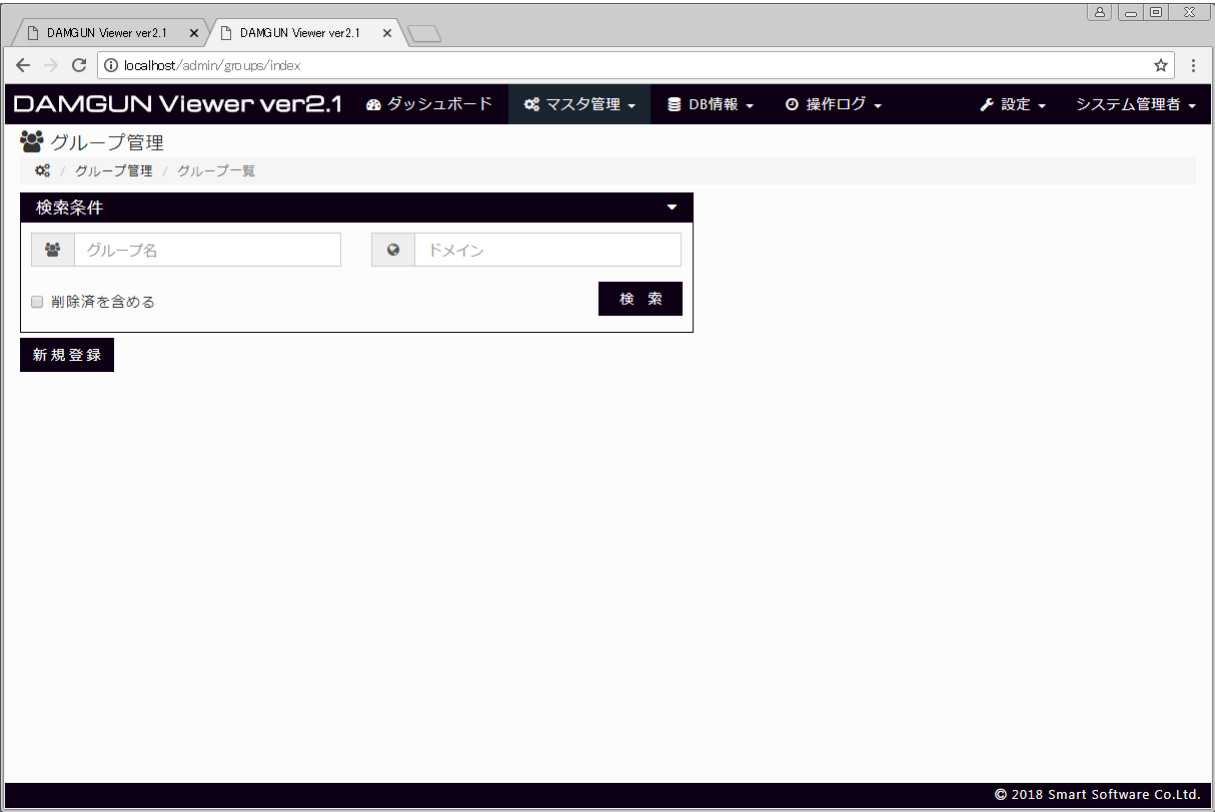 DAMGUN Viewer ver2.1 DAMGUN Viewer ver2.1
localhost/admin/groups/index
DAMGUN Viewer ver2.1 ダッシュボード マスタ管理 DB情報 操作ログ 設定 システム管理者
グループ管理
/ グループ管理 / グループ一覧
検索条件
グループ名 ドメイン
削除済を含める 検 索
新規登録
© 2018 Smart Software Co.Ltd.